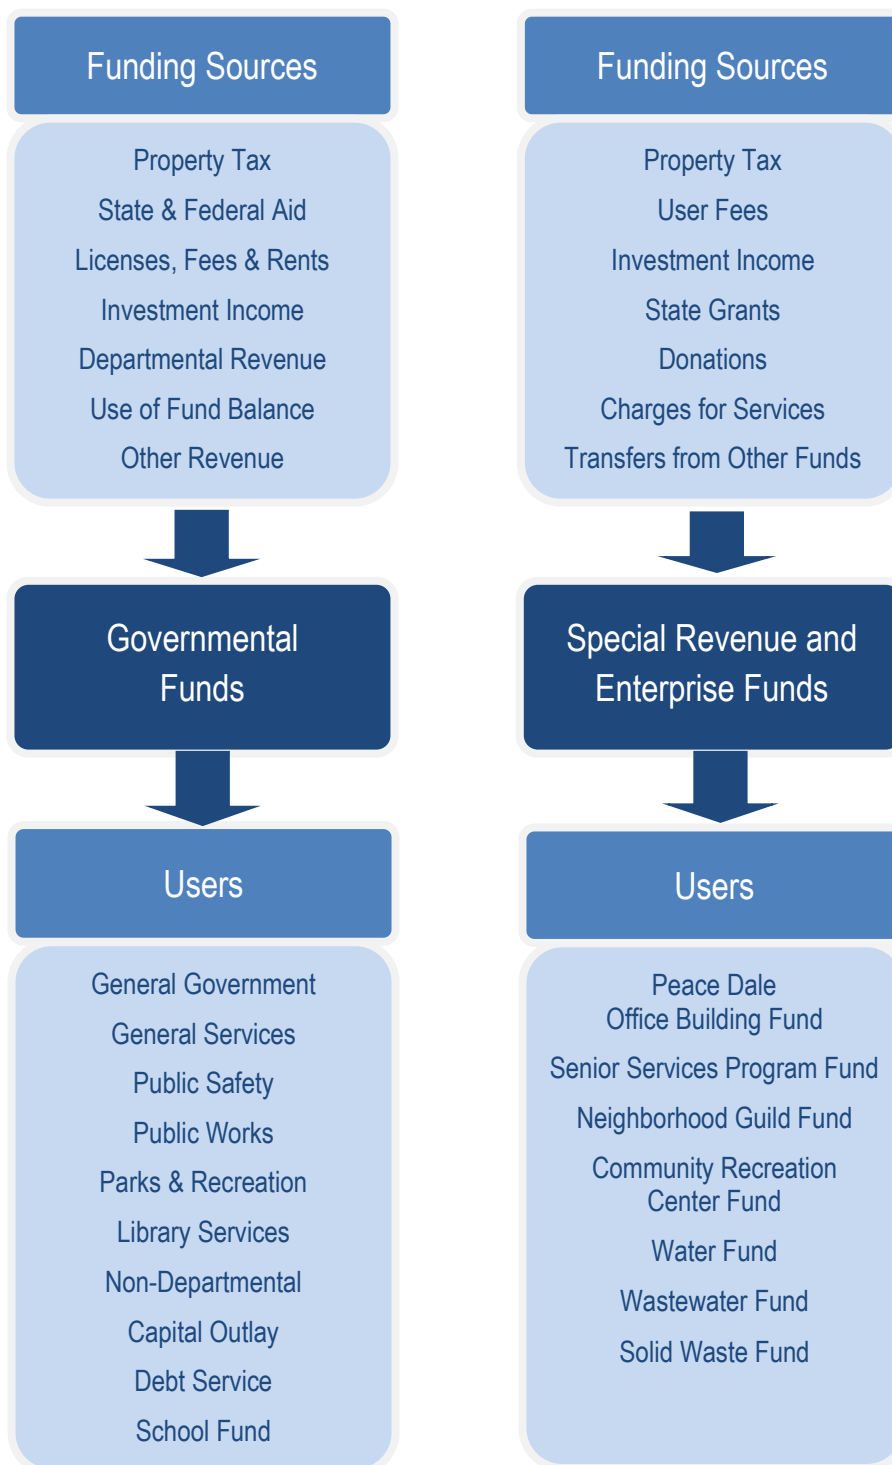 Funding Sources
Property Tax
State & Federal Aid
Licenses, Fees & Rents
Investment Income
Departmental Revenue
Use of Fund Balance
Other Revenue
Governmental
Funds
Users
General Government
General Services
Public Safety
Public Works
Parks & Recreation
Library Services
Non-Departmental
Capital Outlay
Debt Service
School Fund
Funding Sources
Property Tax
User Fees
Investment Income
State Grants
Donations
Charges for Services
Transfers from Other Funds
Special Revenue and
Enterprise Funds
Users
Peace Dale
Office Building Fund
Senior Services Program Fund
Neighborhood Guild Fund
Community Recreation
Center Fund
Water Fund
Wastewater Fund
Solid Waste Fund